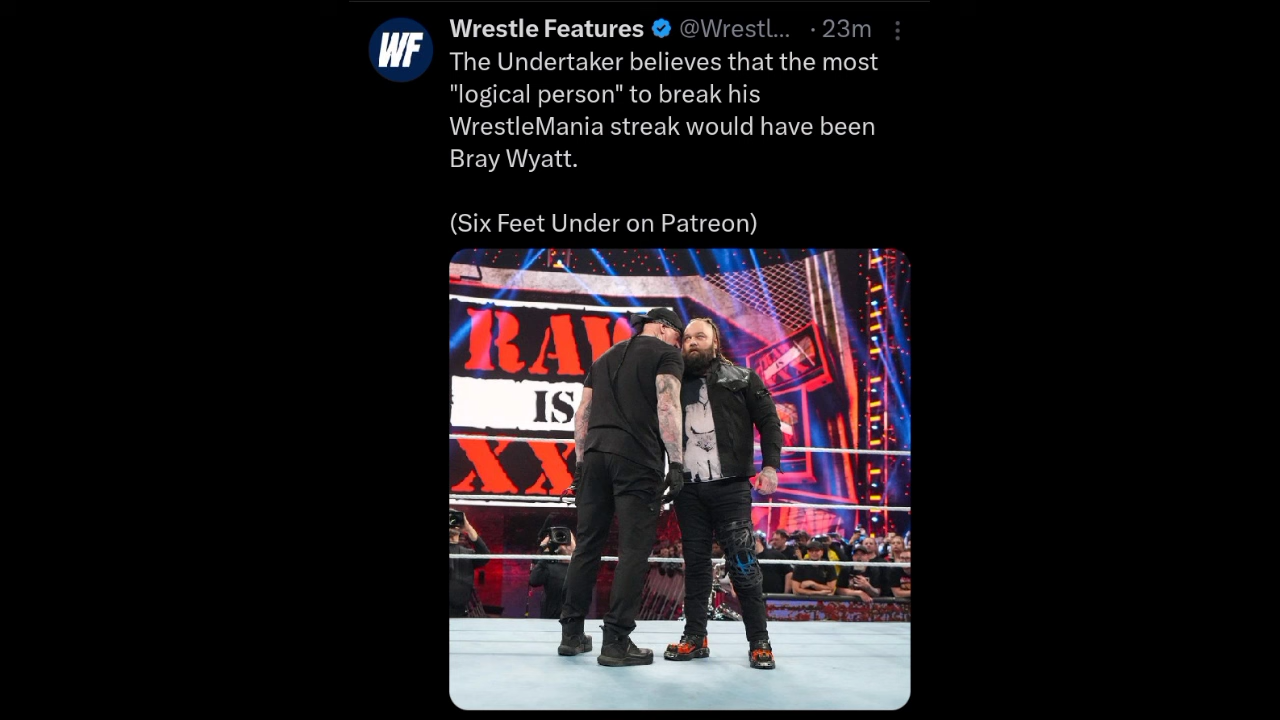 WF
Wrestle Features @Wrestl... · 23m
The Undertaker believes that the most
"logical person" to break his
WrestleMania streak would have been
Bray Wyatt.
(Six Feet Under on Patreon)
RAW
IS
XXX